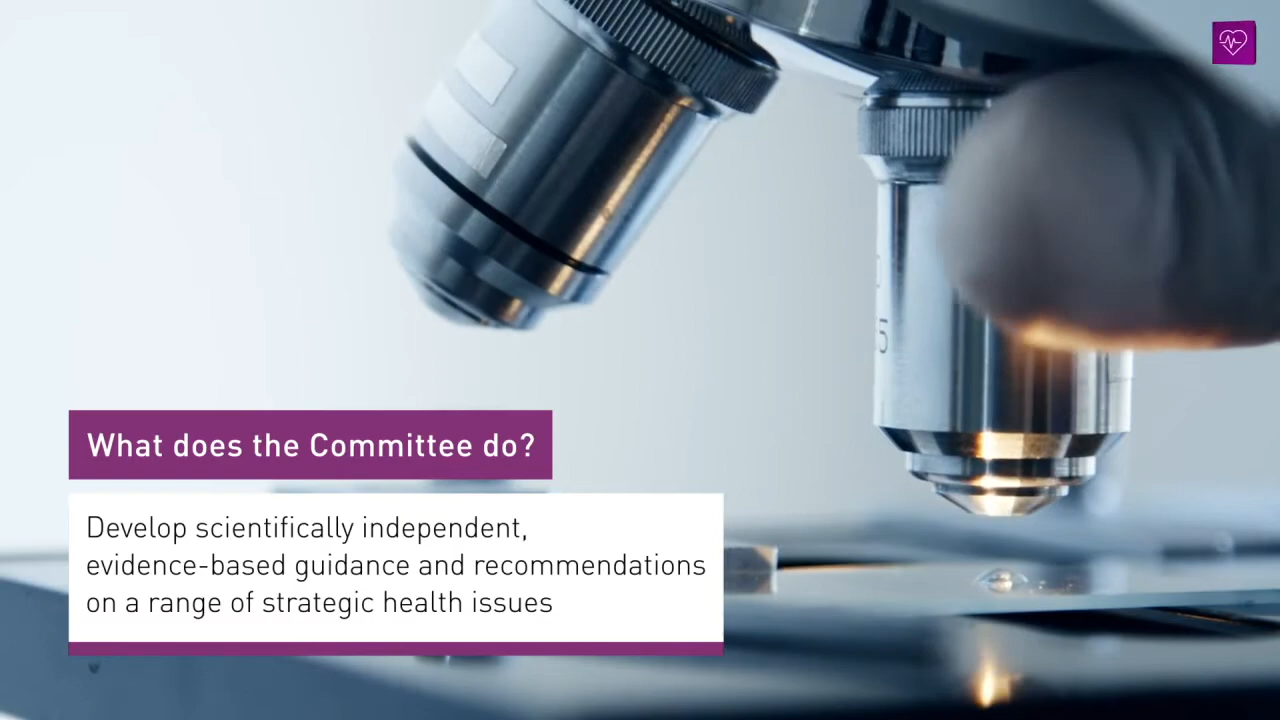 What does the Committee do?
Develop scientifically independent,
evidence-based guidance and recommendations
on a range of strategic health issues
5